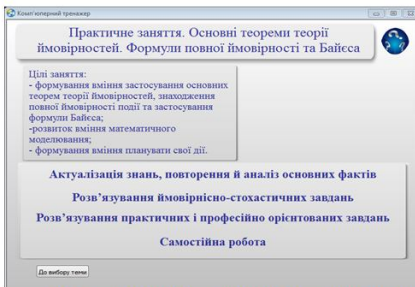 Комп'ютерний тренажер
Практичне заняття. Основні теореми теорії
ймовірностей. Формули повної ймовірності та Байєса
Цілі заняття:
- формування вміння застосування основних
теорем теорії ймовірностей, знаходження
повної ймовірності події та застосування
формули Байєса;
-розвиток вміння математичного
моделювання;
- формування вміння планувати свої дії.
Актуалізація знань, повторення й аналіз основних фактів
Розв’язування ймовірнісно-стохастичних завдань
Розв’язування практичних і професійно орієнтованих завдань
Самостійна робота
До вибору теми